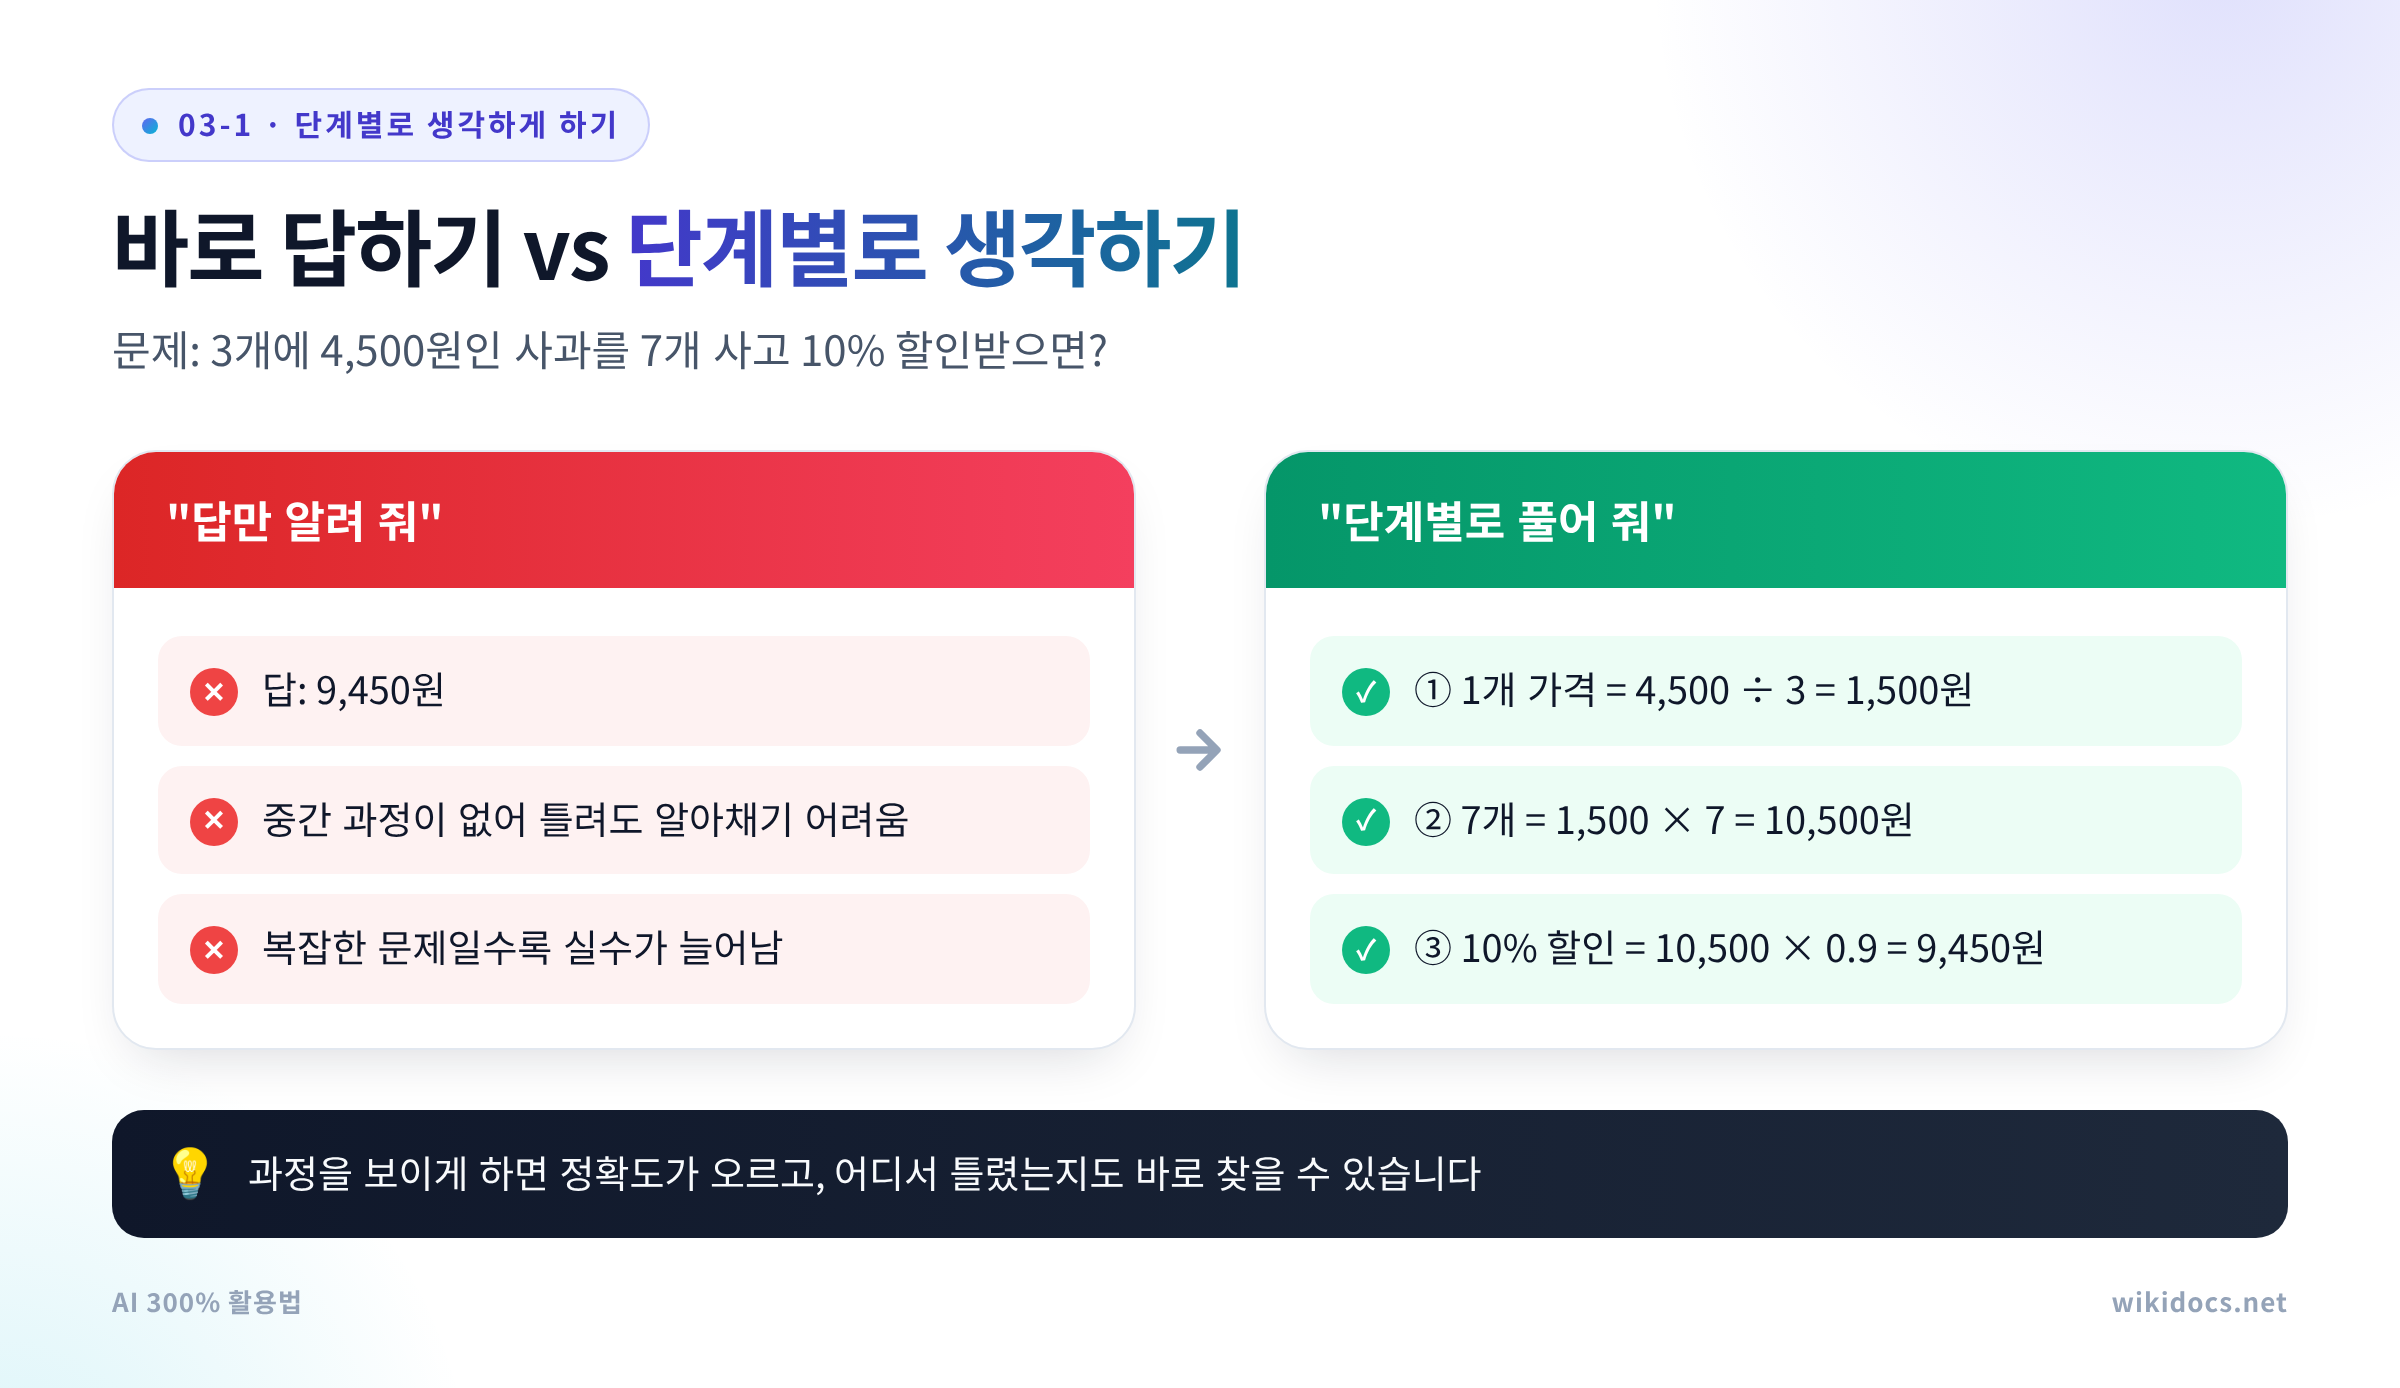 03-1 · 단계별로 생각하게 하기
바로 답하기 vs 단계별로 생각하기
문제: 3개에 4,500원인 사과를 7개 사고 10% 할인받으면?
"답만 알려 줘"
답: 9,450원
중간 과정이 없어 틀려도 알아채기 어려움
복잡한 문제일수록 실수가 늘어남
"단계별로 풀어 줘"
① 1개 가격 = 4,500 ÷ 3 = 1,500원
② 7개 = 1,500 × 7 = 10,500원
③ 10% 할인 = 10,500 × 0.9 = 9,450원
과정을 보이게 하면 정확도가 오르고, 어디서 틀렸는지도 바로 찾을 수 있습니다
AI 300% 활용법
wikidocs.net